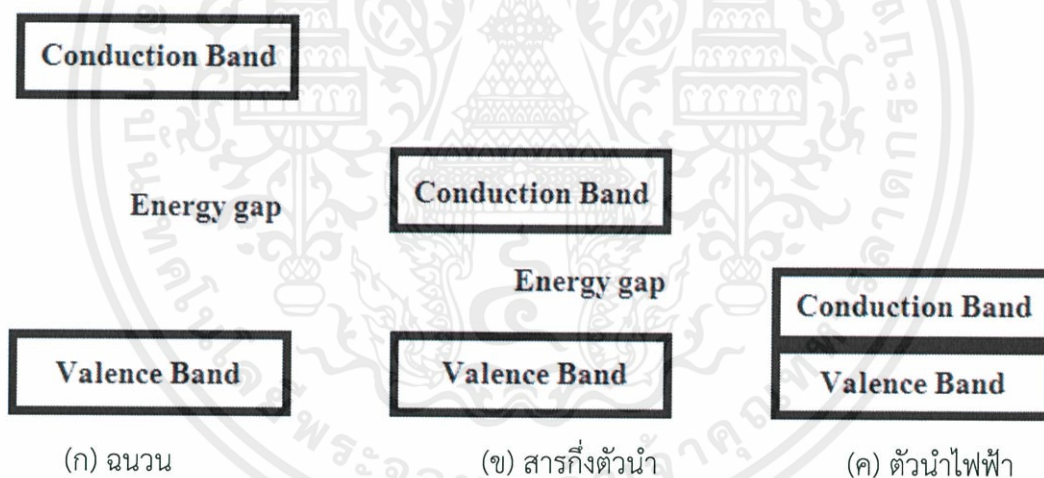 Conduction Band
Energy gap
Valence Band
(ก) ฉนวน
Conduction Band
Energy gap
Valence Band
(ข) สารกึ่งตัวนำ
Conduction Band
Valence Band
(ค) ตัวนำไฟฟ้า